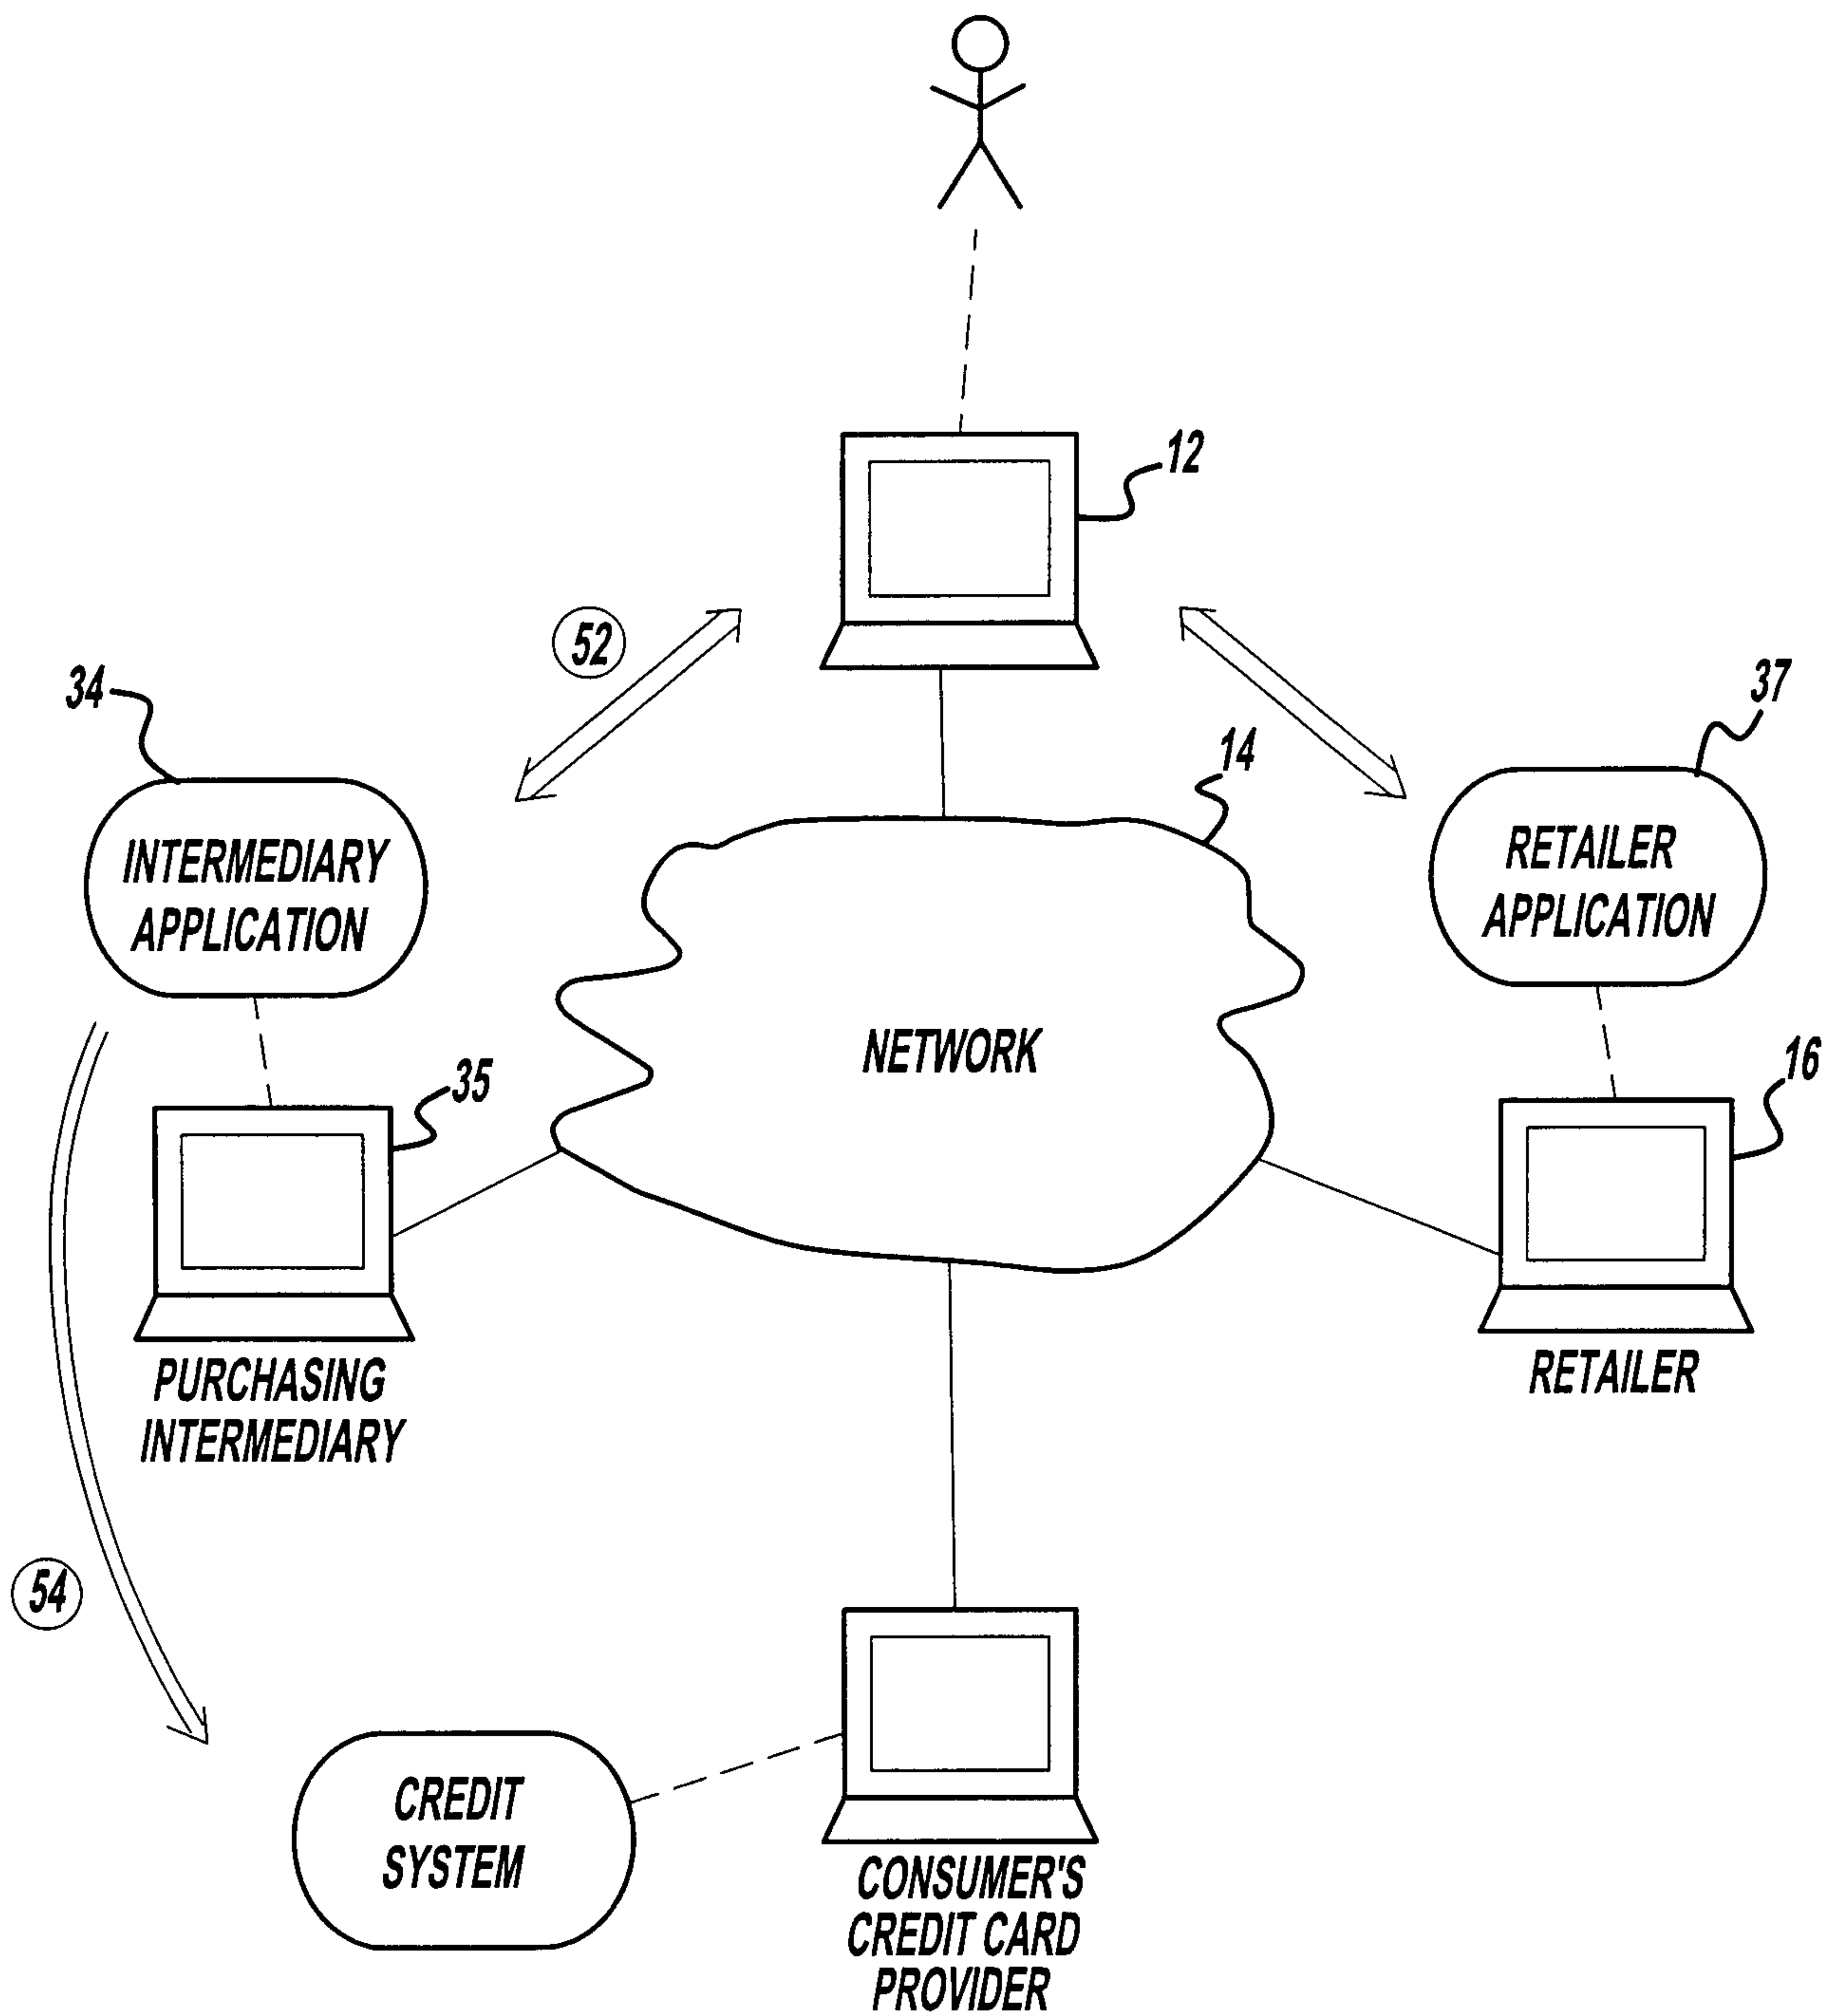 12
52
34
37
14
INTERMEDIARY
APPLICATION
RETAILER
APPLICATION
NETWORK
35
16
PURCHASING
INTERMEDIARY
RETAILER
54
CREDIT
SYSTEM
CONSUMER'S
CREDIT CARD
PROVIDER